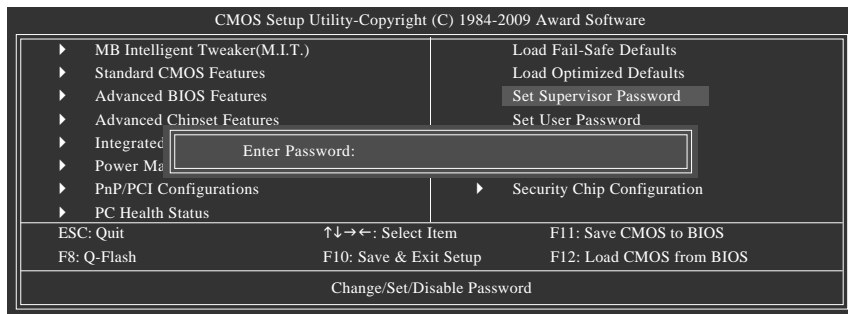 CMOS Setup Utility-Copyright (C) 1984-2009 Award Software
MB Intelligent Tweaker(M.I.T.)
Standard CMOS Features
Advanced BIOS Features
Advanced Chipset Features
Integrated
Power Ma
PnP/PCI Configurations
PC Health Status
Load Fail-Safe Defaults
Load Optimized Defaults
Set Supervisor Password
Set User Password
Security Chip Configuration
Enter Password:
ESC: Quit ↑↓→←: Select Item F11: Save CMOS to BIOS
F8: Q-Flash F10: Save & Exit Setup F12: Load CMOS from BIOS
Change/Set/Disable Password